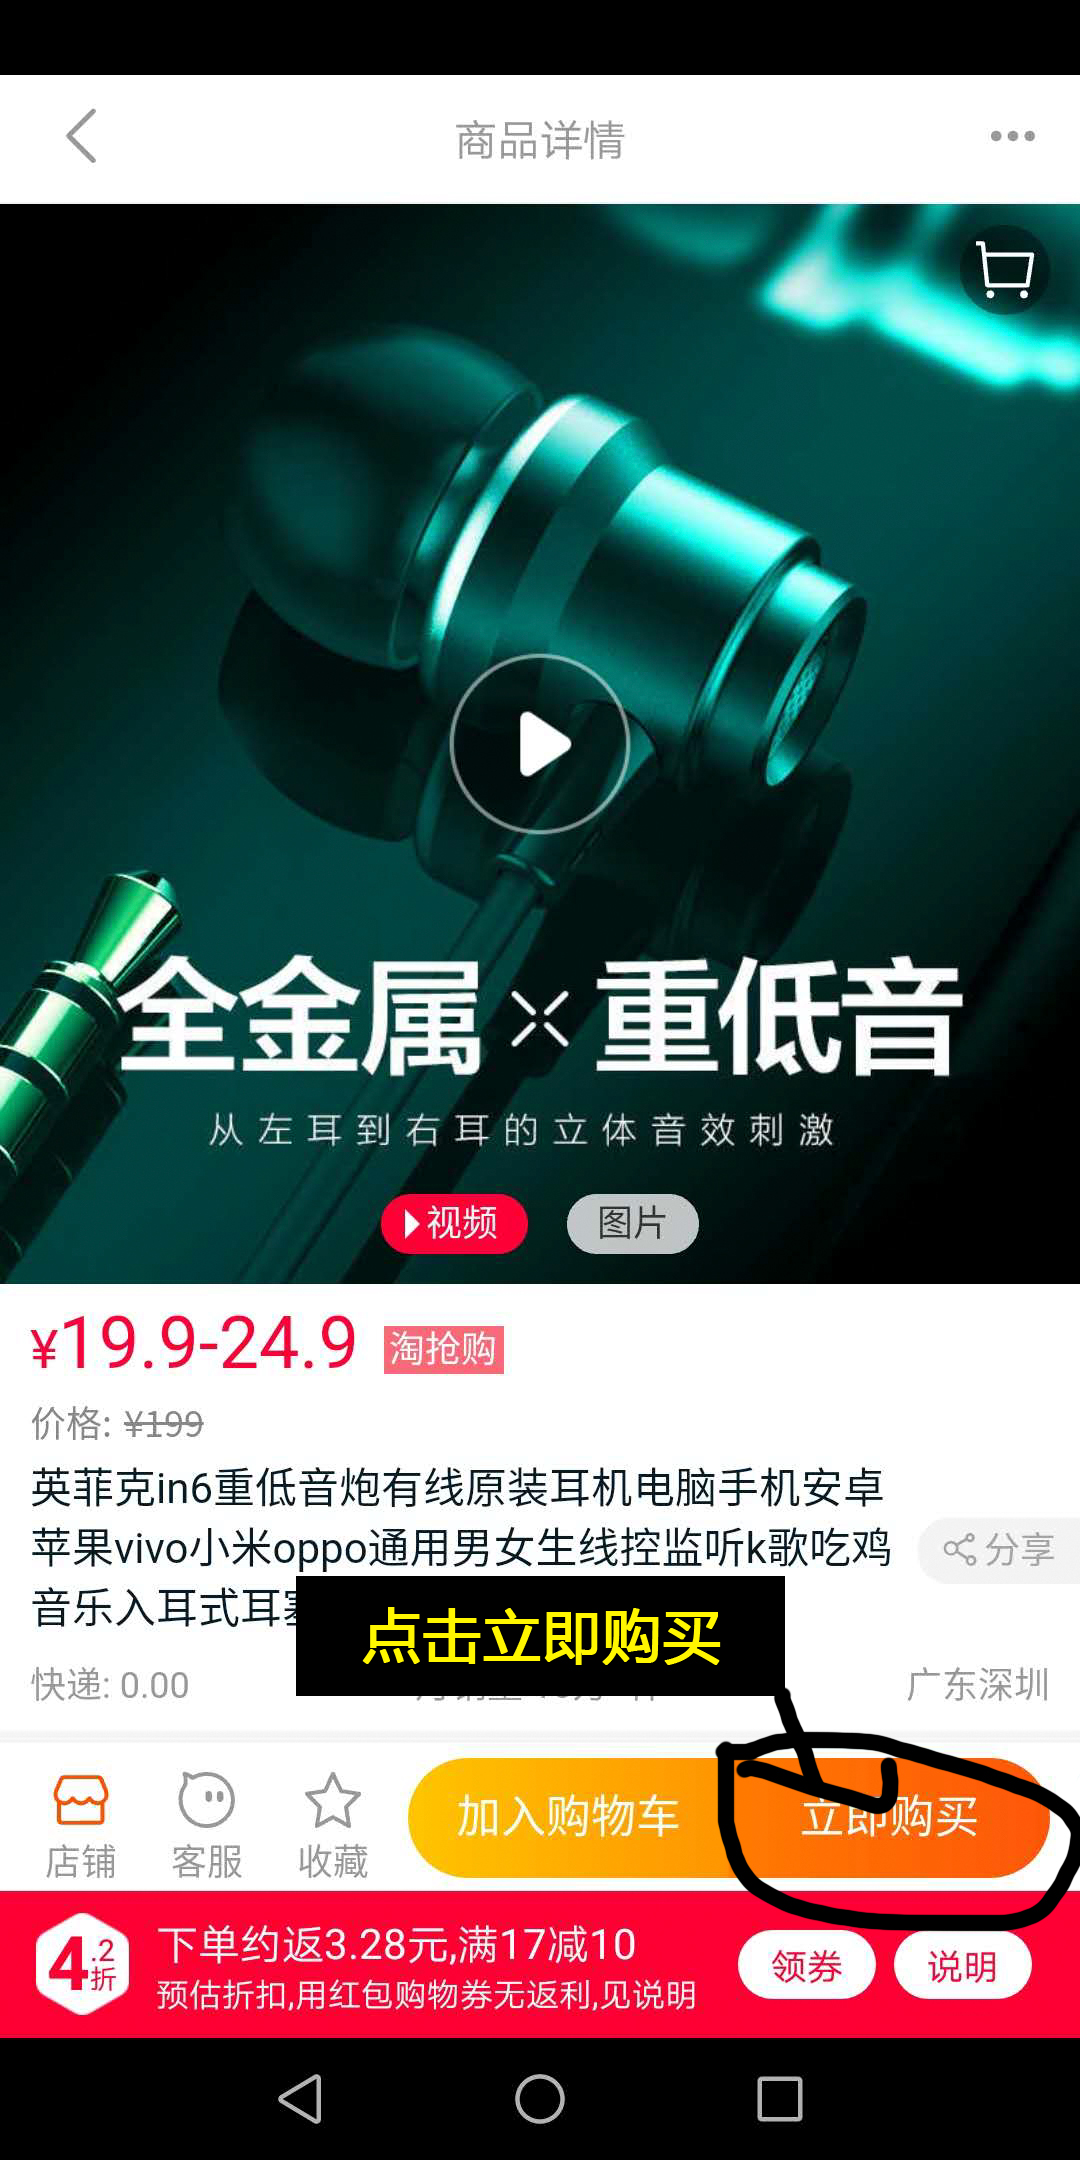 商品详情
全金属×重低音
从左耳到右耳的立体音效刺激
视频
图片
¥19.9-24.9 淘抢购
价格: ¥199
英菲克in6重低音炮有线原装耳机电脑手机安卓
苹果vivo小米oppo通用男女生线控监听k歌吃鸡
分享
音乐入耳式耳塞
点击立即购买
快递: 0.00
广东深圳
店铺
客服
收藏
加入购物车
立即购买
4.2折
下单约返3.28元,满17减10
预估折扣,用红包购物券无返利,见说明
领券
说明